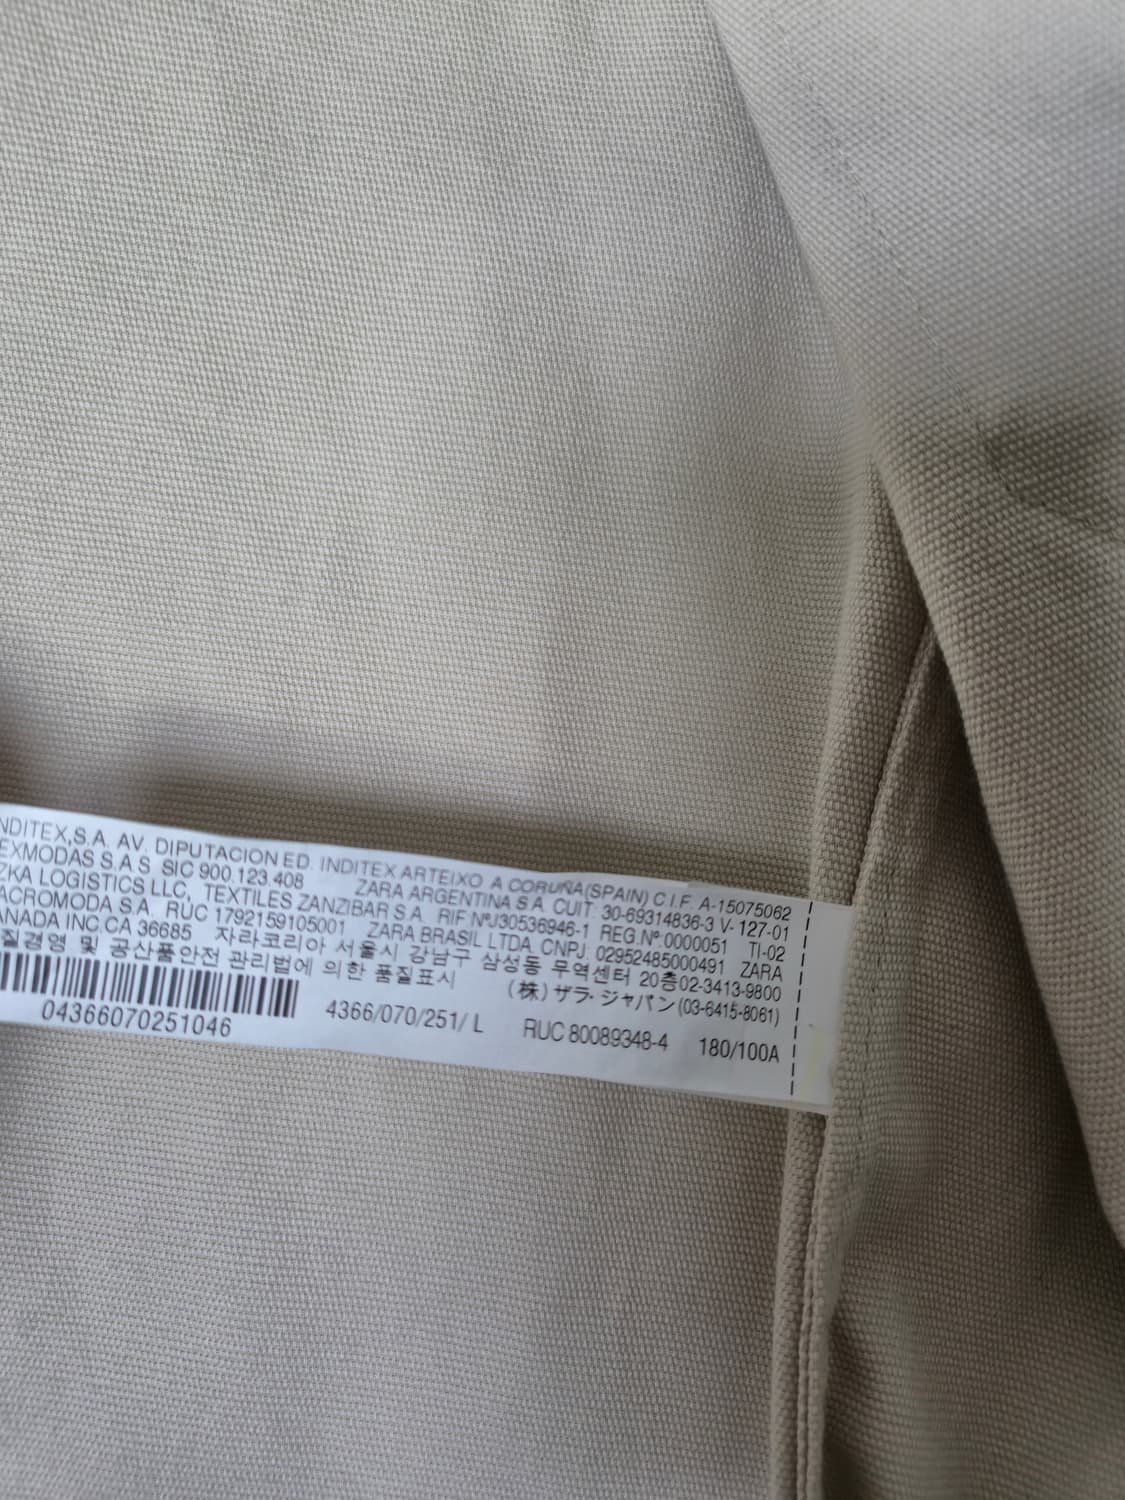 NDITEX,S.A. AV. DIPUTACION ED. INDITEX ARTEIXO A CORUÑA(SPAIN) C.I.F. A-15075062
EXMODAS S.A.S SIC 900.123.408 ZARA ARGENTINA S.A. CUIT: 30-69314836-3 V-127-01
ZKA LOGISTICS LLC, TEXTILES ZANZIBAR S.A. RIF NºJ30536946-1 REG.Nº 0000051 TI-02
ACROMODA S.A. RUC 1792159105001 ZARA BRASIL LTDA. CNPJ. 02952485000491 ZARA
ANADA INC.CA 36685 자라코리아 서울시 강남구 삼성동 무역센터 20층02-3413-9800
질경영 및 공산품안전 관리법에 의한 품질표시 (株) ザラ・ジャパン(03-6415-8061)
04366070251046 4366/070/251/ L RUC 80089348-4 180/100A